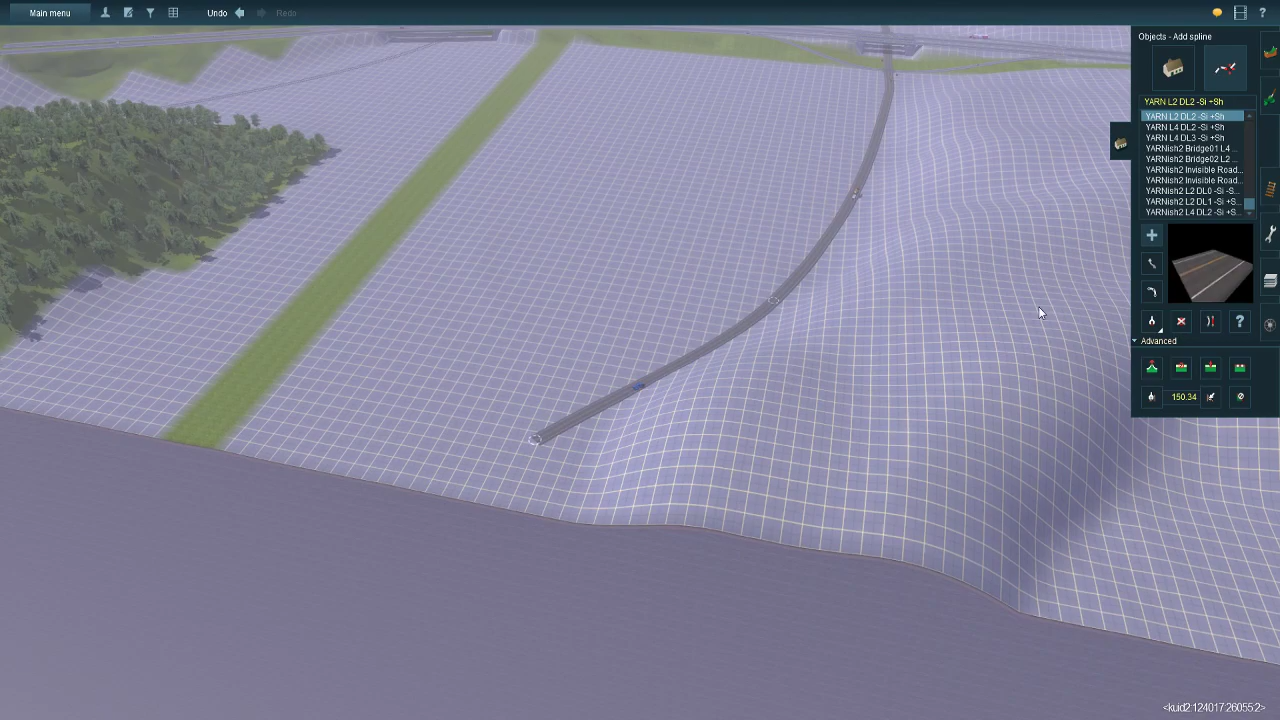 Main menu
Undo
Redo
?
Objects - Add spline
YARN L2 DL2 -Si +Sh
YARN L2 DL2 -Si +Sh
YARN L4 DL2 -Si +Sh
YARN L4 DL3 -Si +Sh
YARNish2 Bridge01 L4 ...
YARNish2 Bridge02 L2 ...
YARNish2 Invisible Road...
YARNish2 Invisible Road...
YARNish2 L2 DL0 -Si -S...
YARNish2 L2 DL1 -Si +S...
YARNish2 L4 DL2 -Si +S...
?
Advanced
150.34
<kuid2:124017:26055:2>